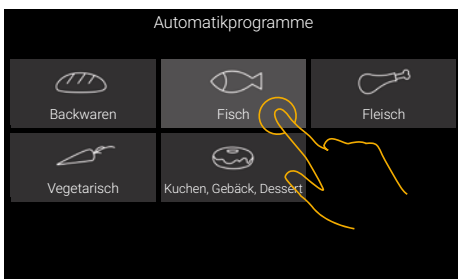 Automatikprogramme
Backwaren
Fisch
Fleisch
Vegetarisch
Kuchen, Gebäck, Dessert